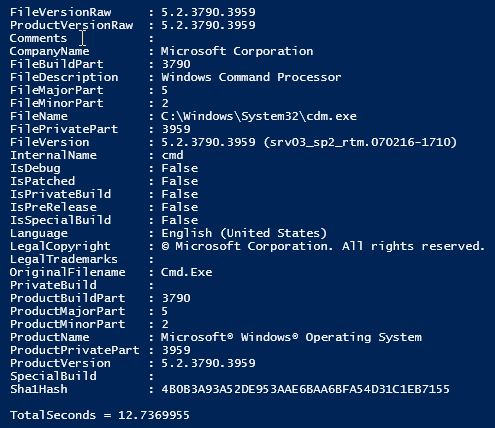 FileVersionRaw : 5.2.3790.3959
ProductVersionRaw : 5.2.3790.3959
Comments :
CompanyName : Microsoft Corporation
FileBuildPart : 3790
FileDescription : Windows Command Processor
FileMajorPart : 5
FileMinorPart : 2
FileName : C:\Windows\System32\cdm.exe
FilePrivatePart : 3959
FileVersion : 5.2.3790.3959 (srv03_sp2_rtm.070216-1710)
InternalName : cmd
IsDebug : False
IsPatched : False
IsPrivateBuild : False
IsPreRelease : False
IsSpecialBuild : False
Language : English (United States)
LegalCopyright : © Microsoft Corporation. All rights reserved.
LegalTrademarks :
OriginalFilename : Cmd.Exe
PrivateBuild :
ProductBuildPart : 3790
ProductMajorPart : 5
ProductMinorPart : 2
ProductName : Microsoft® Windows® Operating System
ProductPrivatePart : 3959
ProductVersion : 5.2.3790.3959
SpecialBuild :
Sha1Hash : 4B0B3A93A52DE953AAE6BAA6BFA54D31C1EB7155
TotalSeconds = 12.7369955